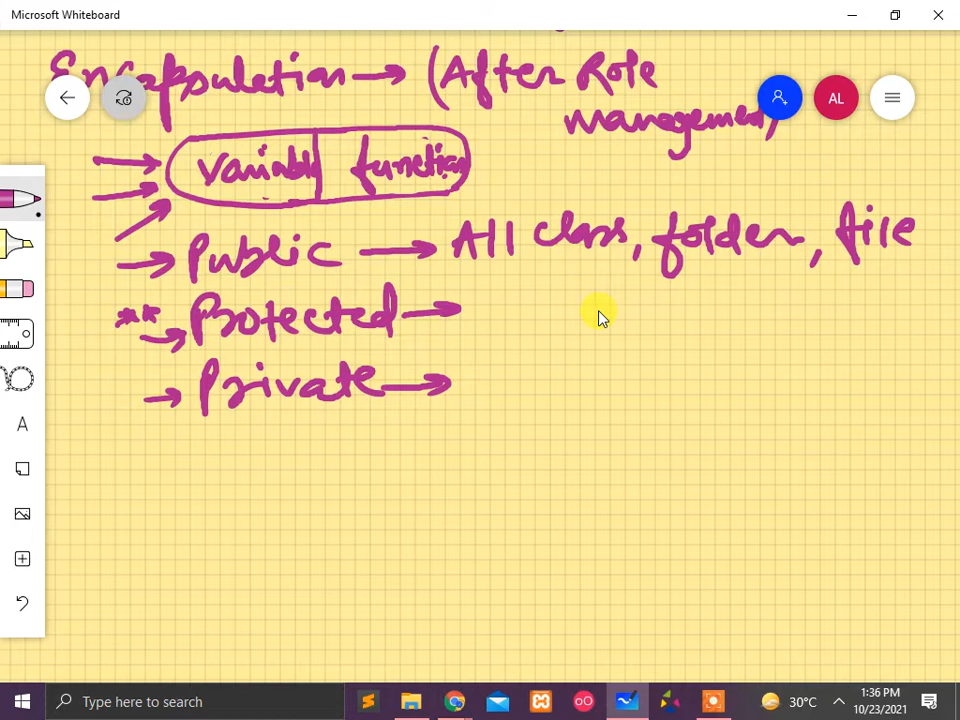 Microsoft Whiteboard
Encapsulation → (After Role
management)
AL
variable function
→ Public → All class, folder, file
** → Protected →
→ Private →
A
Type here to search
30°C
1:36 PM
10/23/2021